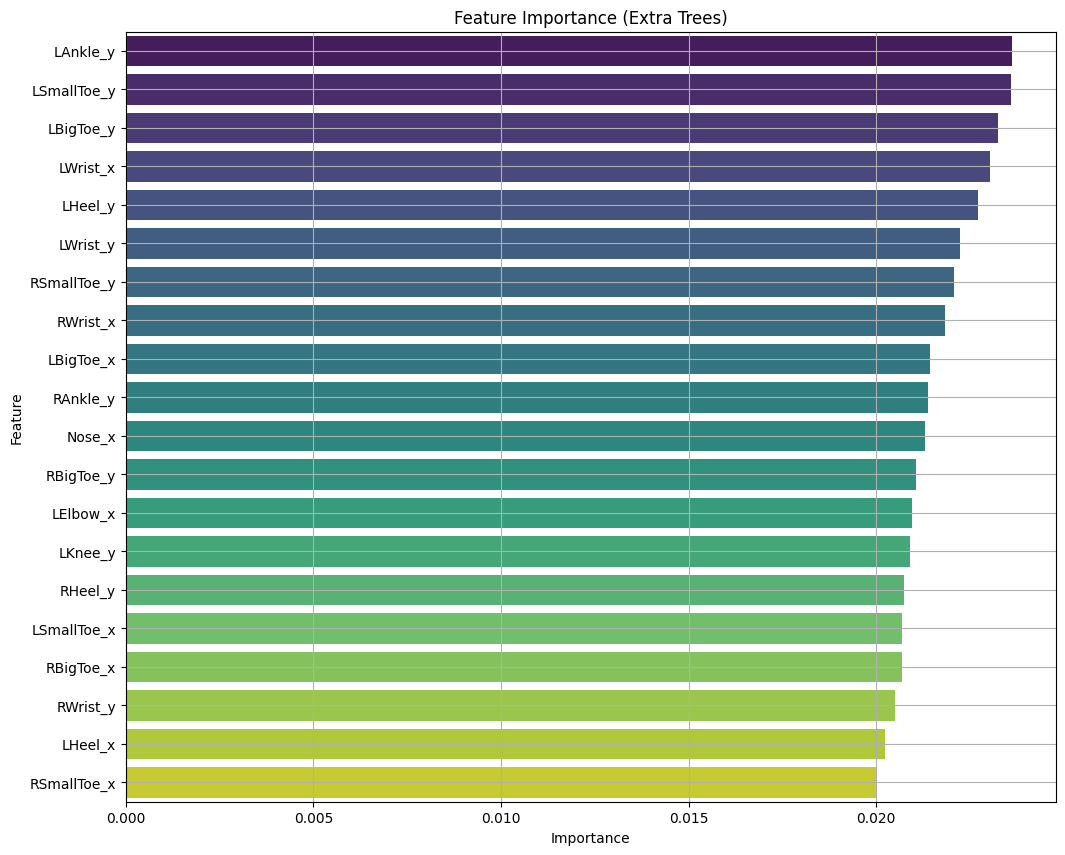 Feature Importance (Extra Trees)
LAnkle_y
LSmallToe_y
LBigToe_y
LWrist_x
LHeel_y
LWrist_y
RSmallToe_y
RWrist_x
LBigToe_x
RAnkle_y
Nose_x
RBigToe_y
LElbow_x
LKnee_y
RHeel_y
LSmallToe_x
RBigToe_x
RWrist_y
LHeel_x
RSmallToe_x
Feature
0.000 0.005 0.010 0.015 0.020
Importance